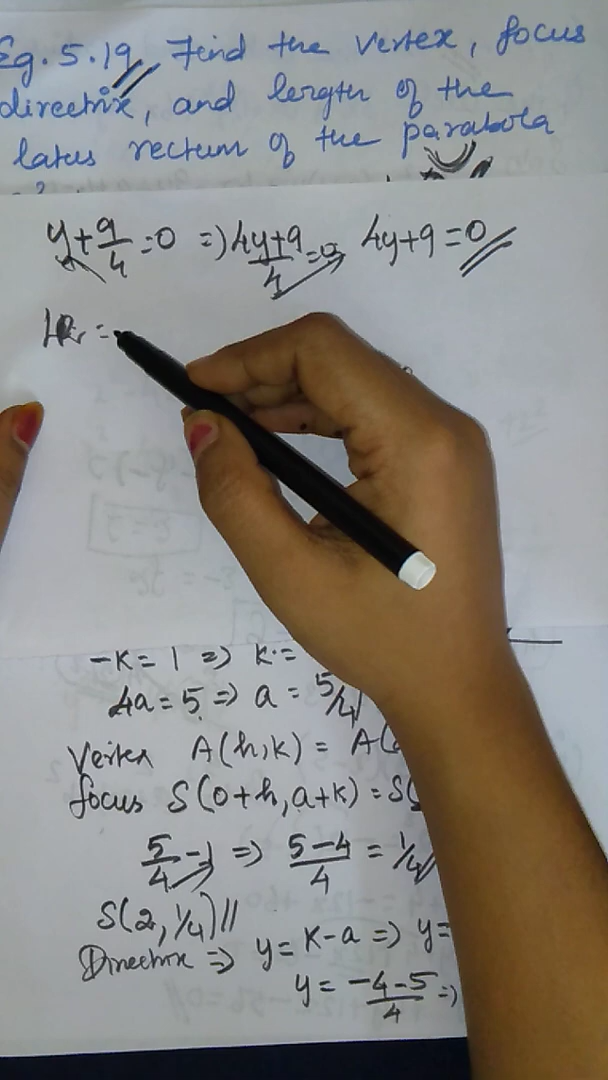 Eg. 5.19 Find the vertex, focus
directrix, and length of the
latus rectum of the parabola
y+9/4=0 =) 4y+9/4=0 4y+9=0
LR =
-K= 1 => K=
4a=5 => a = 5/4
Vertex A(h,k) = A(
focus S(0+h, a+k) = S(
5/4-1 => 5-4/4 = 1/4
S(2,1/4)//
Directrix => y= K-a => y=
y= -4-5/4 =)